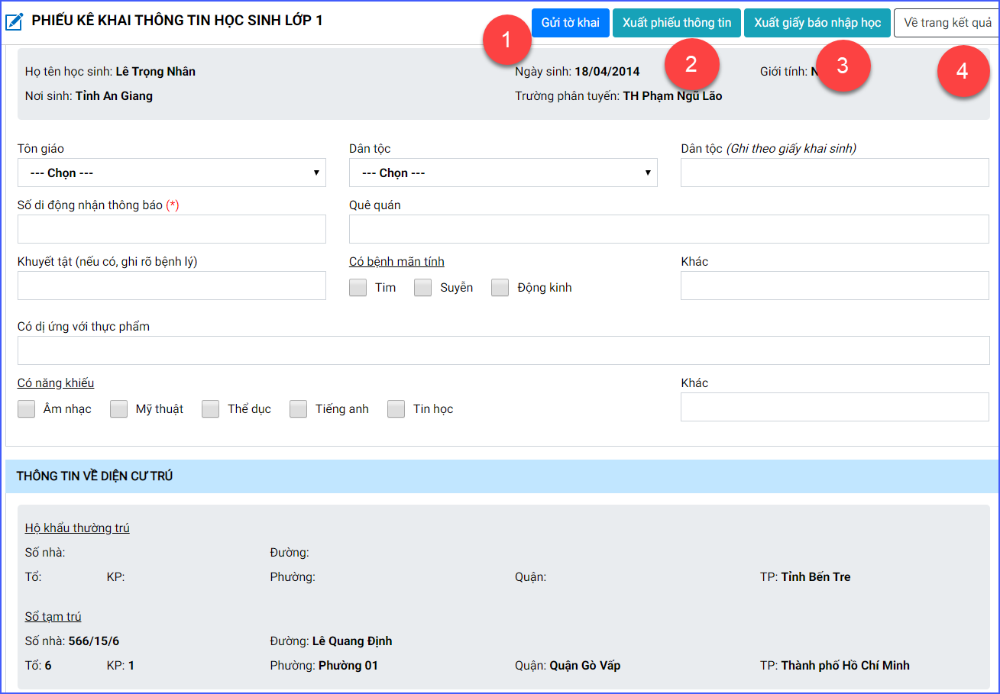 PHIẾU KÊ KHAI THÔNG TIN HỌC SINH LỚP 1
Gửi tờ khai Xuất phiếu thông tin Xuất giấy báo nhập học Về trang kết quả
1 2 3 4
Họ tên học sinh: Lê Trọng Nhân Ngày sinh: 18/04/2014 Giới tính:
Nơi sinh: Tỉnh An Giang Trường phân tuyến: TH Phạm Ngũ Lão
Tôn giáo Dân tộc Dân tộc (Ghi theo giấy khai sinh)
--- Chọn --- --- Chọn ---
Số di động nhận thông báo (*) Quê quán
Khuyết tật (nếu có, ghi rõ bệnh lý) Có bệnh mãn tính Khác
Tim Suyễn Động kinh
Có dị ứng với thực phẩm
Có năng khiếu Khác
Âm nhạc Mỹ thuật Thể dục Tiếng anh Tin học
THÔNG TIN VỀ DIỆN CƯ TRÚ
Hộ khẩu thường trú
Số nhà: Đường:
Tổ: KP: Phường: Quận: TP: Tỉnh Bến Tre
Sổ tạm trú
Số nhà: 566/15/6 Đường: Lê Quang Định
Tổ: 6 KP: 1 Phường: Phường 01 Quận: Quận Gò Vấp TP: Thành phố Hồ Chí Minh